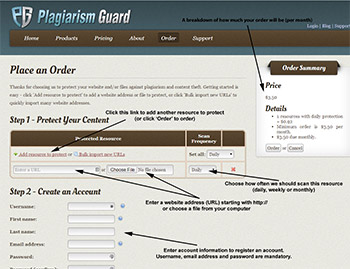 A breakdown of how much your order will be (per month)
Plagiarism Guard
Login | Blog | Support
Home Products Pricing About Order Support
Place an Order
Thanks for choosing us to protect your website and/or files against plagiarism and content theft. Getting started is
easy - click 'Add resource to protect' to add a website address or file to protect, or click 'Bulk import new URLs' to
quickly import many websites addresses.
Click this link to add another resource to protect
(or click 'Order' to order)
Step 1 - Protect Your Content
Order Summary
Price
$3.50
Details
1 resources with daily protection
- $0.92
Minimum order is $3.50 per
month.
$3.50 due monthly.
Order or Cancel
Protected Resource
Scan Frequency
Add resource to protect or Bulk import new URLs
Set all: Daily
Enter a URL or Choose File No file chosen
Daily
Choose how often we should scan this resource
(daily, weekly or monthly)
Enter a website address (URL) starting with http://
or choose a file from your computer
Step 2 - Create an Account
Username:
First name:
Last name:
Email address:
Password:
Enter account information to register an account.
Username, email address and password are mandatory.